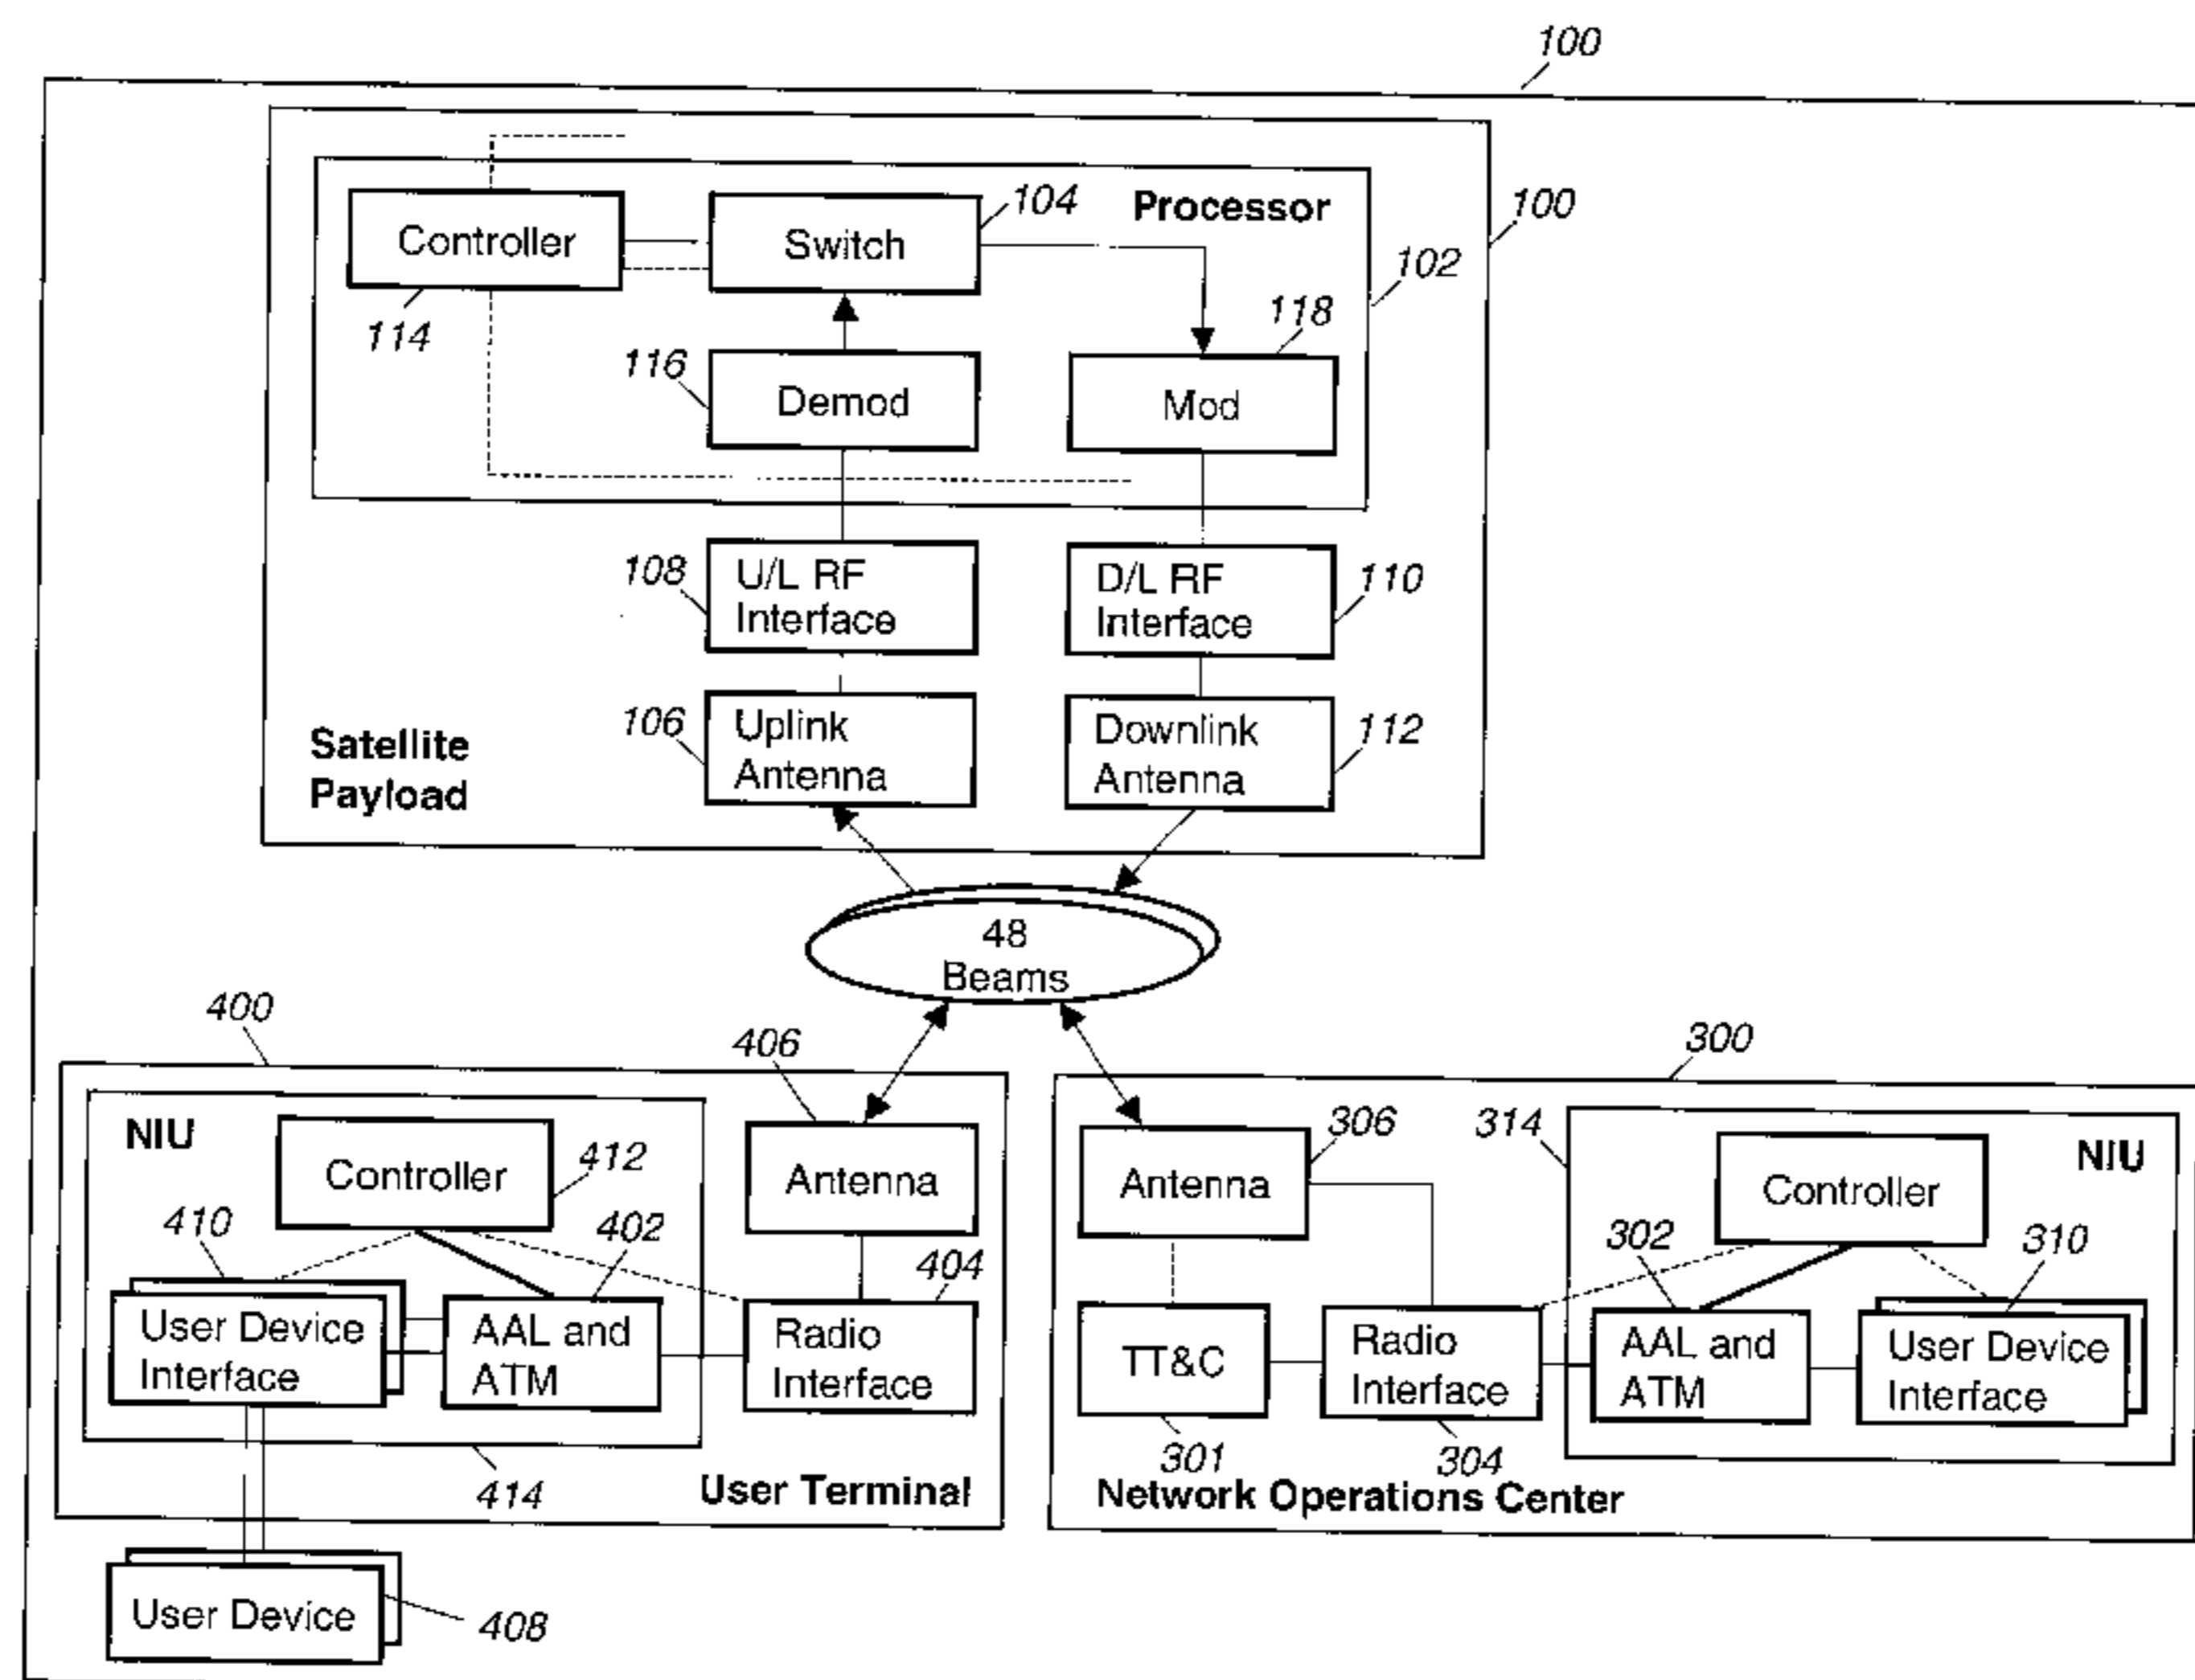 100
100
Processor
102
Controller
114
Switch
104
116
Demod
118
Mod
108
U/L RF
Interface
D/L RF
Interface
110
106
Uplink
Antenna
Downlink
Antenna
112
Satellite
Payload
48
Beams
400
406
300
NIU
Controller
412
410
402
User Device
Interface
AAL and
ATM
Antenna
404
Radio
Interface
414
User Terminal
User Device
408
Antenna
306
314
NIU
Controller
302
310
TT&C
301
Radio
Interface
304
AAL and
ATM
User Device
Interface
Network Operations Center